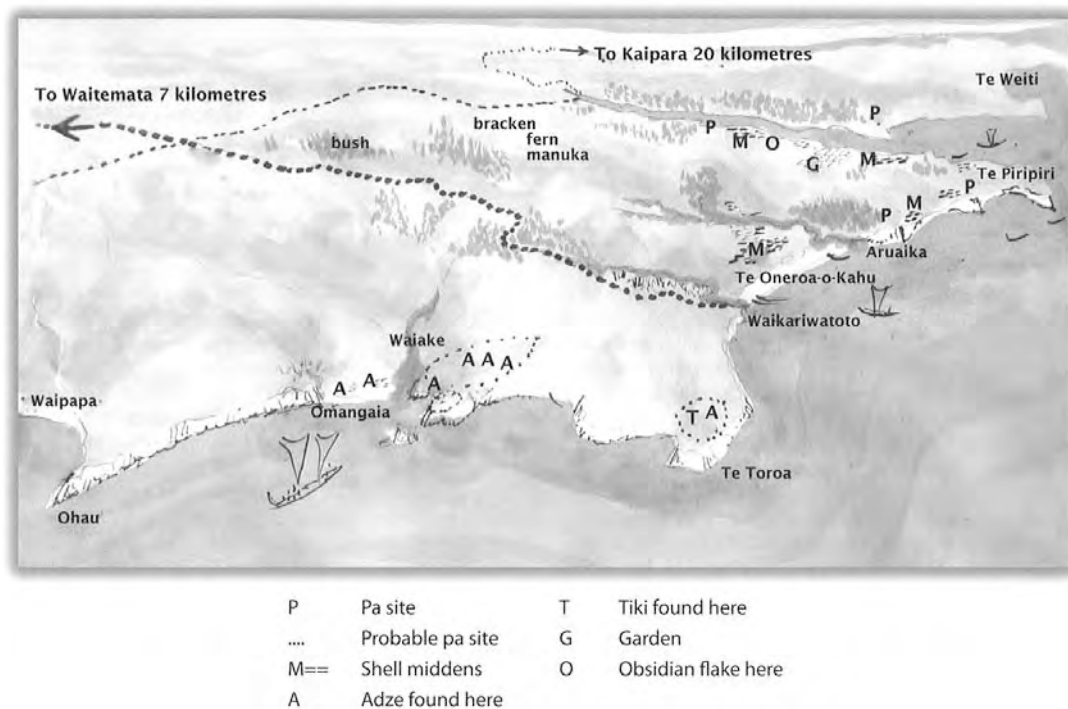 To Kaipara 20 kilometres
Te Weiti
To Waitemata 7 kilometres
P
bracken
fern
manuka
bush
P
M
O
G
M
Te Piripiri
P
M
P
M
Aruaika
Te Oneroa-o-Kahu
Waikariwatoto
Waiake
A A A
A A
A
Waipapa
Omangaia
T A
Te Toroa
Ohau
P Pa site
.... Probable pa site
M== Shell middens
A Adze found here
T Tiki found here
G Garden
O Obsidian flake here